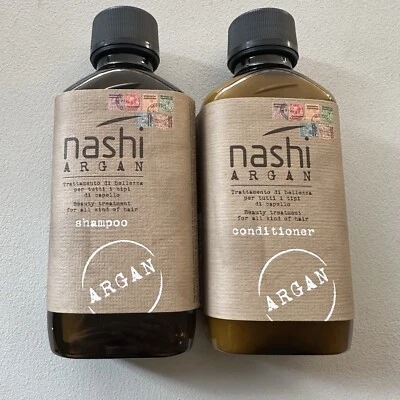 nashi
ARGAN
Trattamento di bellezza
per tutti i tipi
di capello
Beauty treatment
for all kind of hair
shampoo
ARGAN
nashi
ARGAN
Trattamento di bellezza
per tutti i tipi
di capello
Beauty treatment
for all kind of hair
conditioner
ARGAN